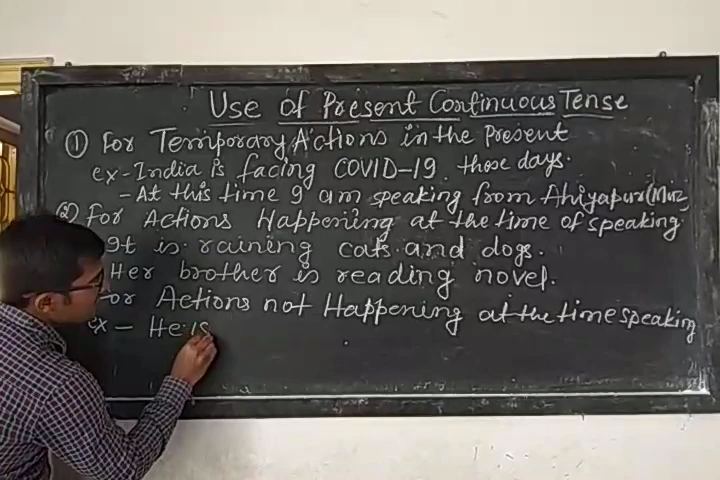 Use of Present Continuous Tense
① For Temporary Actions in the Present
ex-India is facing COVID-19 those days.
- At this time I am speaking from Ahiyapur(Mirz
② For Actions Happening at the time of speaking
It is raining cats and dogs.
Her brother is reading novel.
For Actions not Happening at the time speaking
ex - He is